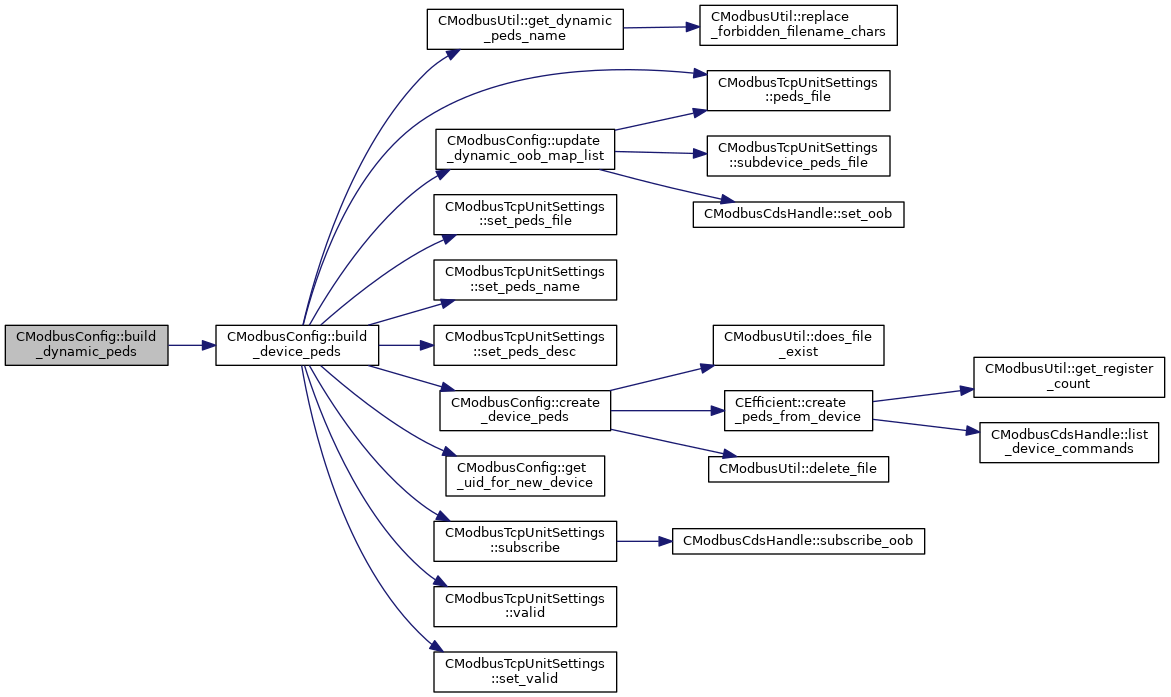 CModbusConfig::build
_dynamic_peds
CModbusConfig::build
_device_peds
CModbusUtil::get_dynamic
_peds_name
CModbusUtil::replace
_forbidden_filename_chars
CModbusTcpUnitSettings
::peds_file
CModbusConfig::update
_dynamic_oob_map_list
CModbusTcpUnitSettings
::subdevice_peds_file
CModbusCdsHandle::set_oob
CModbusTcpUnitSettings
::set_peds_file
CModbusTcpUnitSettings
::set_peds_name
CModbusTcpUnitSettings
::set_peds_desc
CModbusConfig::create
_device_peds
CModbusUtil::does_file
_exist
CEfficient::create
_peds_from_device
CModbusUtil::get_register
_count
CModbusCdsHandle::list
_device_commands
CModbusUtil::delete_file
CModbusConfig::get
_uid_for_new_device
CModbusTcpUnitSettings
::subscribe
CModbusCdsHandle::subscribe_oob
CModbusTcpUnitSettings
::valid
CModbusTcpUnitSettings
::set_valid